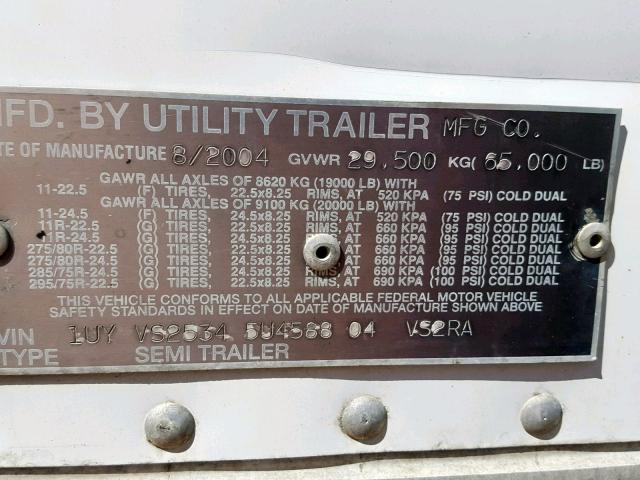 MFD. BY UTILITY TRAILER MFG CO.
TE OF MANUFACTURE 8/2004 GVWR 29,500 KG( 65,000 LB)
GAWR ALL AXLES OF 8620 KG (19000 LB) WITH
11-22.5 (F) TIRES, 22.5x8.25 RIMS, AT 520 KPA (75 PSI) COLD DUAL
GAWR ALL AXLES OF 9100 KG (20000 LB) WITH
11-24.5 (F) TIRES, 24.5x8.25 RIMS, AT 520 KPA (75 PSI) COLD DUAL
11R-22.5 (G) TIRES, 22.5x8.25 RIMS, AT 660 KPA (95 PSI) COLD DUAL
11R-24.5 (G) TIRES, 24.5x8.25 RIMS, AT 660 KPA (95 PSI) COLD DUAL
275/80R-22.5 (G) TIRES, 22.5x8.25 RIMS, AT 660 KPA (95 PSI) COLD DUAL
275/80R-24.5 (G) TIRES, 24.5x8.25 RIMS, AT 660 KPA (95 PSI) COLD DUAL
285/75R-24.5 (G) TIRES, 24.5x8.25 RIMS, AT 690 KPA (100 PSI) COLD DUAL
295/75R-22.5 (G) TIRES, 22.5x8.25 RIMS, AT 690 KPA (100 PSI) COLD DUAL
THIS VEHICLE CONFORMS TO ALL APPLICABLE FEDERAL MOTOR VEHICLE
SAFETY STANDARDS IN EFFECT ON DATE OF MANUFACTURE SHOWN ABOVE
VIN 1UY VS2534 5U4588 04 VS2RA
TYPE SEMI TRAILER